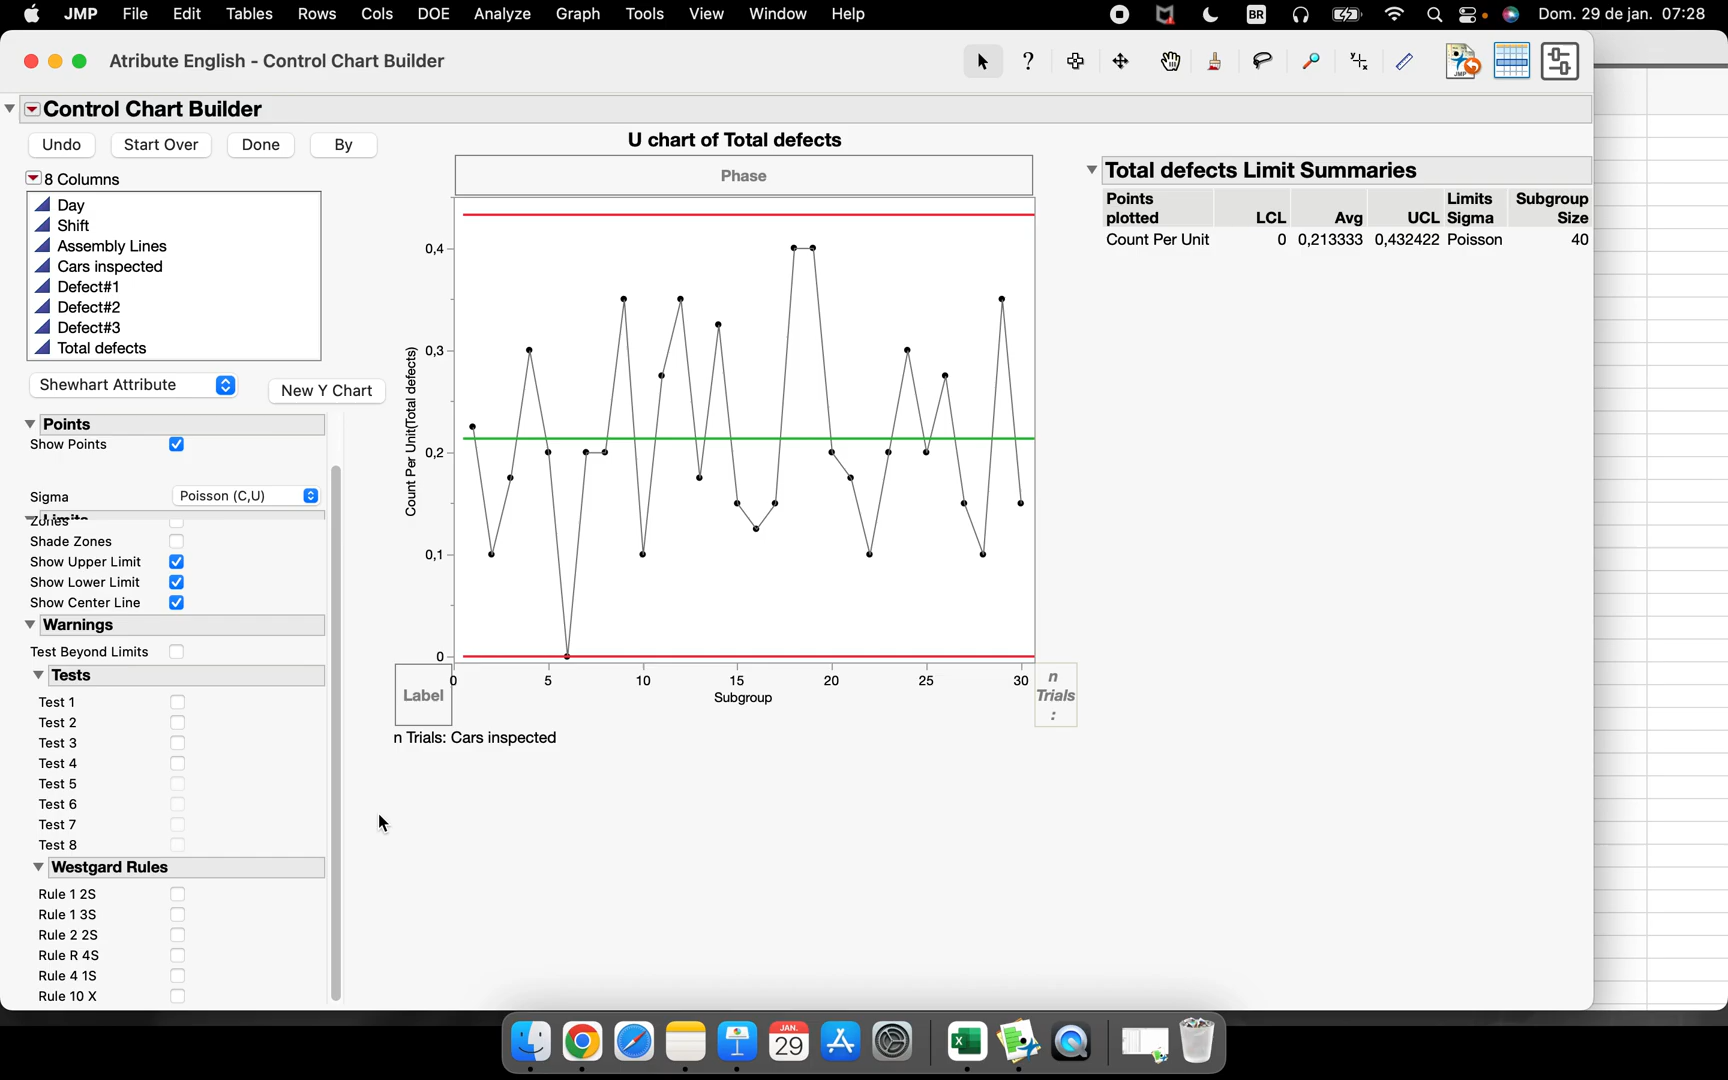 JMP File Edit Tables Rows Cols DOE Analyze Graph Tools View Window Help BR Dom. 29 de jan. 07:28
Atribute English - Control Chart Builder
Control Chart Builder
Undo Start Over Done By
8 Columns
Day
Shift
Assembly Lines
Cars inspected
Defect#1
Defect#2
Defect#3
Total defects
Shewhart Attribute
New Y Chart
Points
Show Points
Sigma Poisson (C,U)
Limits
Zones
Shade Zones
Show Upper Limit
Show Lower Limit
Show Center Line
Warnings
Test Beyond Limits
Tests
Test 1
Test 2
Test 3
Test 4
Test 5
Test 6
Test 7
Test 8
Westgard Rules
Rule 1 2S
Rule 1 3S
Rule 2 2S
Rule R 4S
Rule 4 1S
Rule 10 X
U chart of Total defects
Phase
Count Per Unit(Total defects)
0,4
0,3
0,2
0,1
0
0 5 10 15 20 25 30
Subgroup
Label
n
Trials
:
n Trials: Cars inspected
Total defects Limit Summaries
Points plotted LCL Avg UCL Limits Sigma Subgroup Size
Count Per Unit 0 0,213333 0,432422 Poisson 40
JMP
JAN.
29